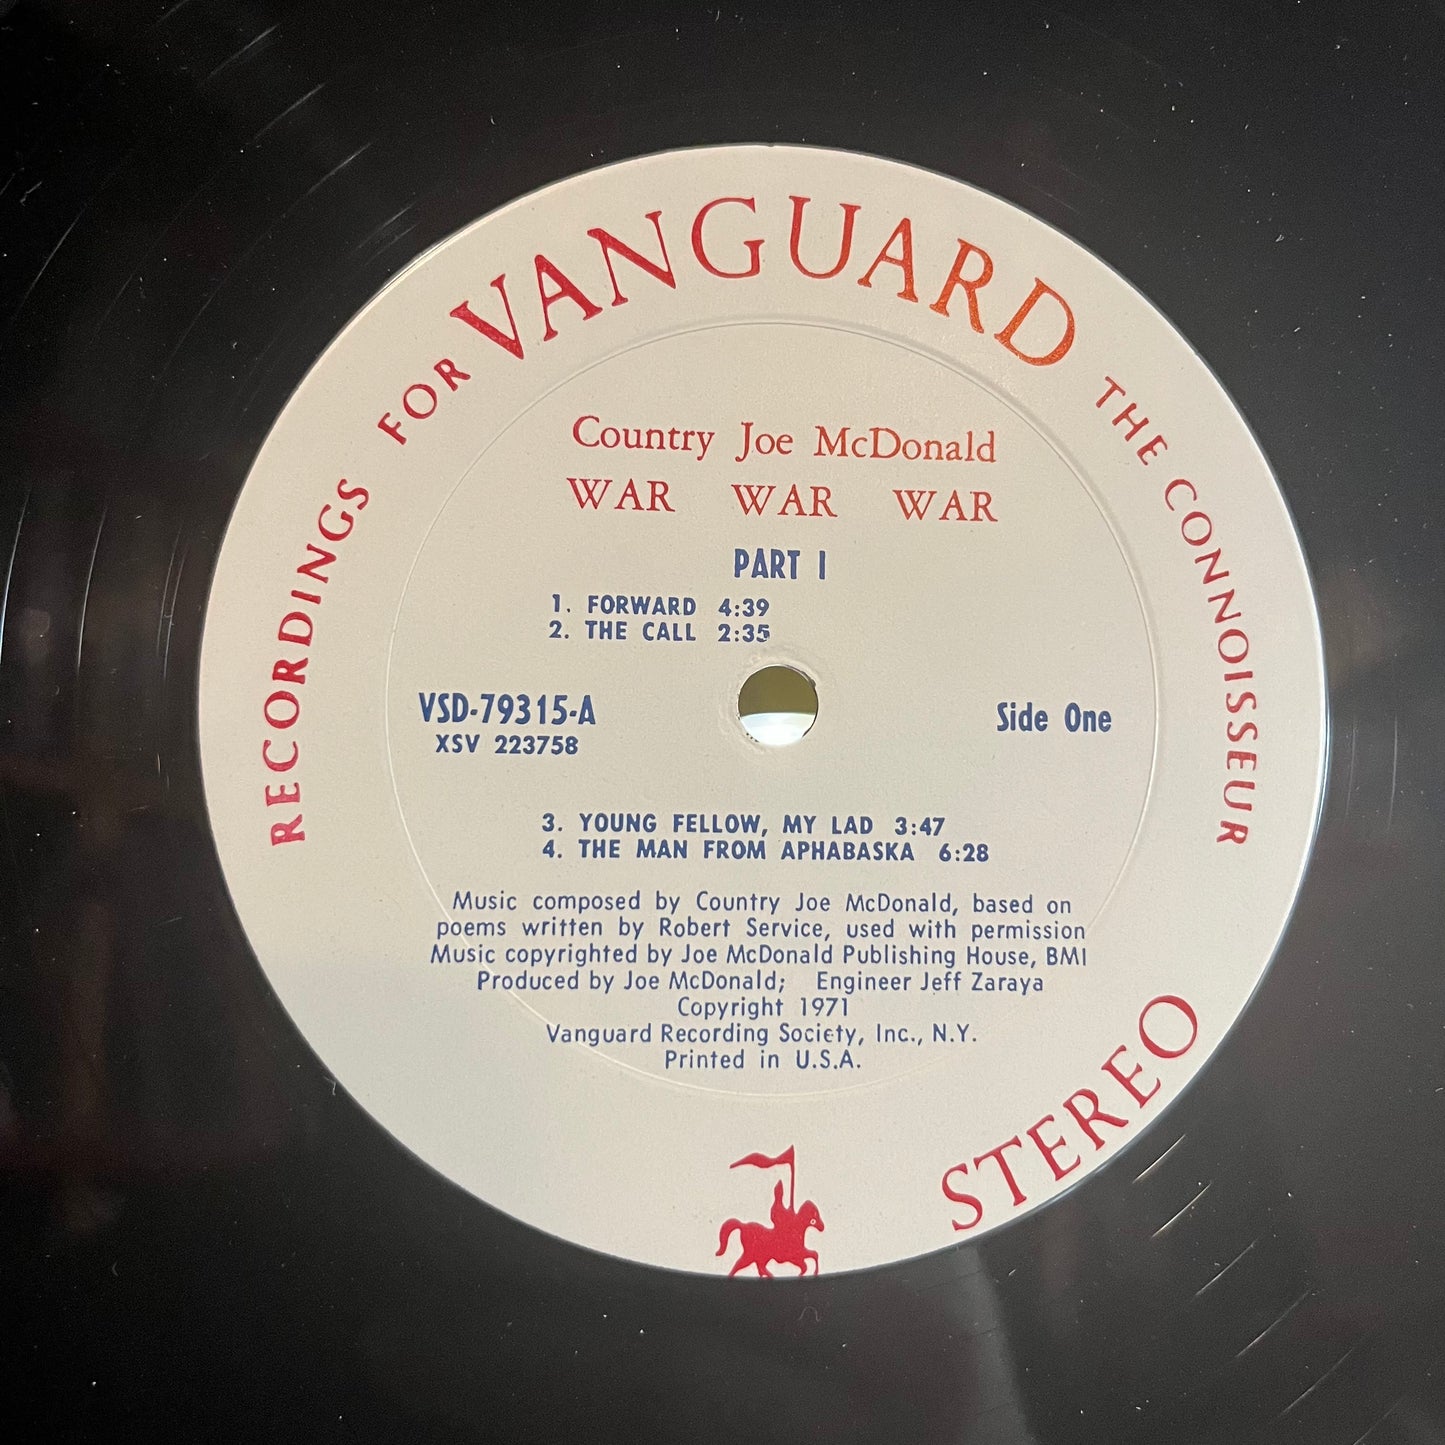 RECORDINGS FOR VANGUARD THE CONNOISSEUR
Country Joe McDonald
WAR WAR WAR
PART I
1. FORWARD 4:39
2. THE CALL 2:35
VSD-79315-A
XSV 223758
Side One
3. YOUNG FELLOW, MY LAD 3:47
4. THE MAN FROM APHABASKA 6:28
Music composed by Country Joe McDonald, based on
poems written by Robert Service, used with permission
Music copyrighted by Joe McDonald Publishing House, BMI
Produced by Joe McDonald; Engineer Jeff Zaraya
Copyright 1971
Vanguard Recording Society, Inc., N.Y.
Printed in U.S.A.
STEREO